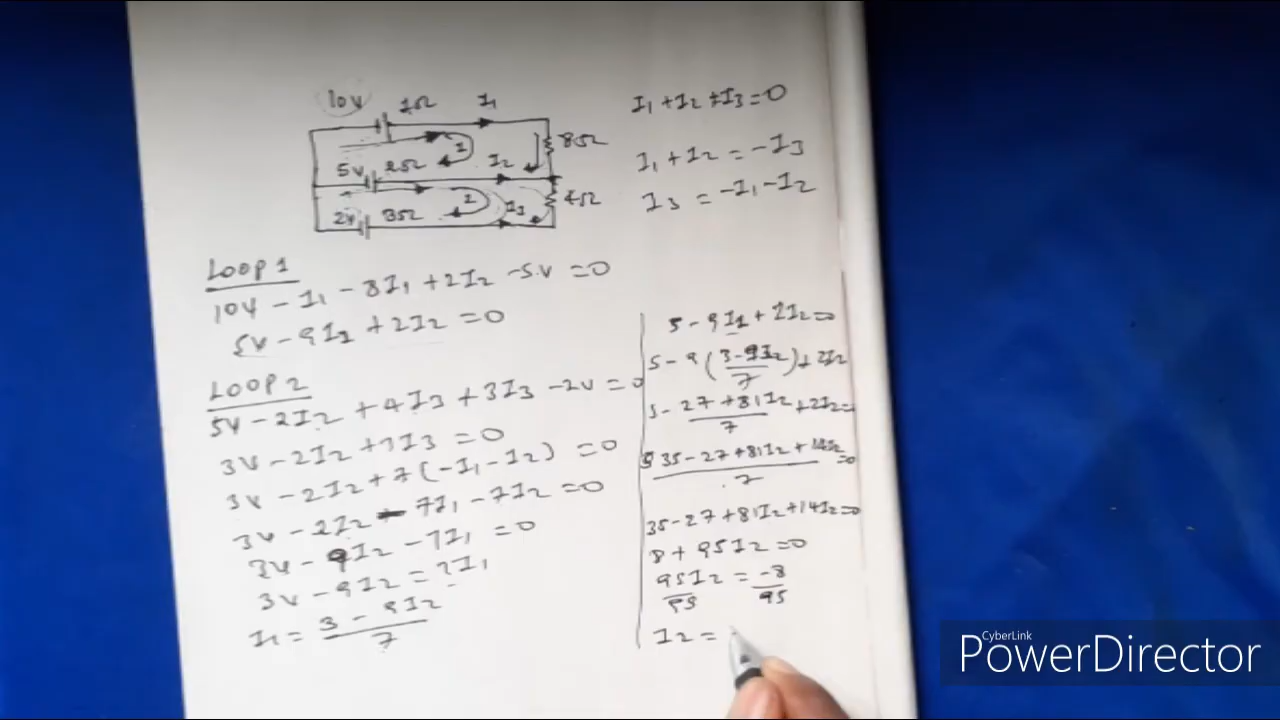 10V 1Ω I₁
8Ω
I
5V 2Ω I₂
4Ω
2V 3Ω I I₃
I₁ + I₂ + I₃ = 0
I₁ + I₂ = -I₃
I₃ = -I₁ - I₂
Loop 1
10V - I₁ - 8I₁ + 2I₂ - 5V = 0
5V - 9I₁ + 2I₂ = 0
LOOP 2
5V - 2I₂ + 4I₃ + 3I₃ - 2V = 0
3V - 2I₂ + 7I₃ = 0
3V - 2I₂ + 7(-I₁ - I₂) = 0
3V - 2I₂ - 7I₁ - 7I₂ = 0
3V - 9I₂ - 7I₁ = 0
3V - 9I₂ = 7I₁
I₁ = 3 - 9I₂
7
5 - 9I₁ + 2I₂ = 0
5 - 9(3 - 9I₂) + 2I₂
7
5 - 27 + 81I₂ + 2I₂ =
7
35 - 27 + 81I₂ + 14I₂ = 0
7
35 - 27 + 81I₂ + 14I₂ = 0
8 + 95I₂ = 0
95I₂ = -8
95 95
I₂ =
CyberLink
PowerDirector